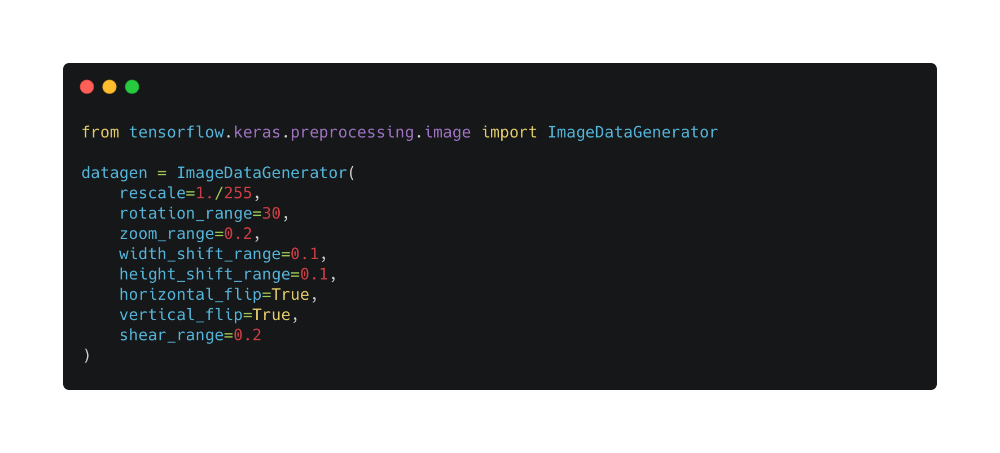 from tensorflow.keras.preprocessing.image import ImageDataGenerator

datagen = ImageDataGenerator(
    rescale=1./255,
    rotation_range=30,
    zoom_range=0.2,
    width_shift_range=0.1,
    height_shift_range=0.1,
    horizontal_flip=True,
    vertical_flip=True,
    shear_range=0.2
)